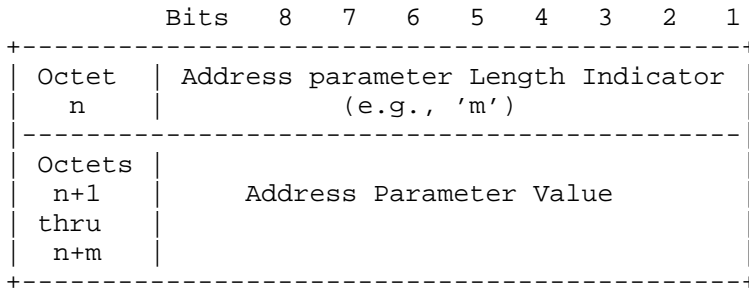 Bits 8 7 6 5 4 3 2 1
+---------------------------------------------+
| Octet | Address parameter Length Indicator |
| n | (e.g., 'm') |
|---------------------------------------------|
| Octets | |
| n+1 | Address Parameter Value |
| thru | |
| n+m | |
+---------------------------------------------+